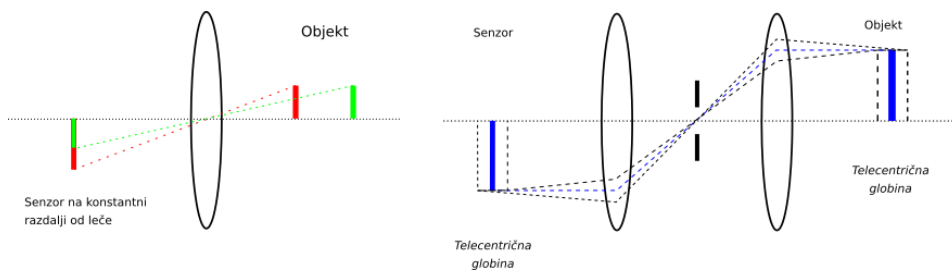 Objekt
Senzor na konstantni
razdalji od leče
Senzor
Objekt
Telecentrična
globina
Telecentrična
globina